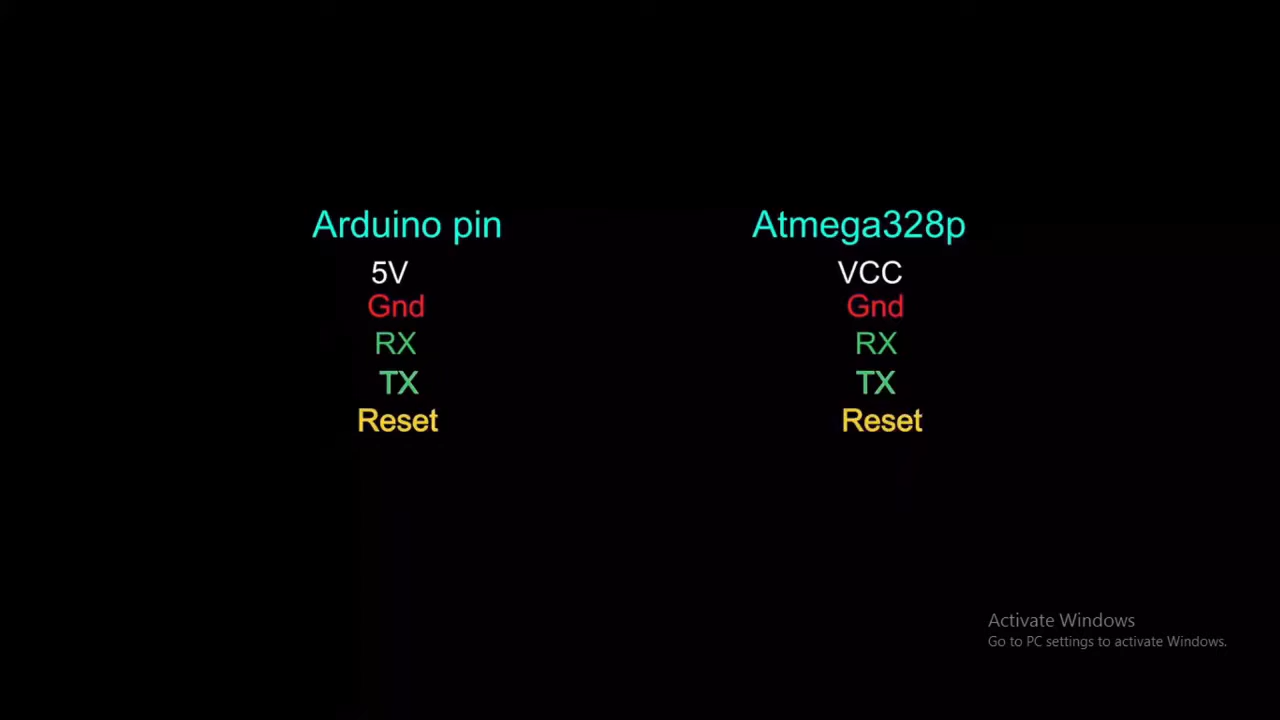 Arduino pin
Atmega328p
5V
VCC
Gnd
Gnd
RX
RX
TX
TX
Reset
Reset
Activate Windows
Go to PC settings to activate Windows.